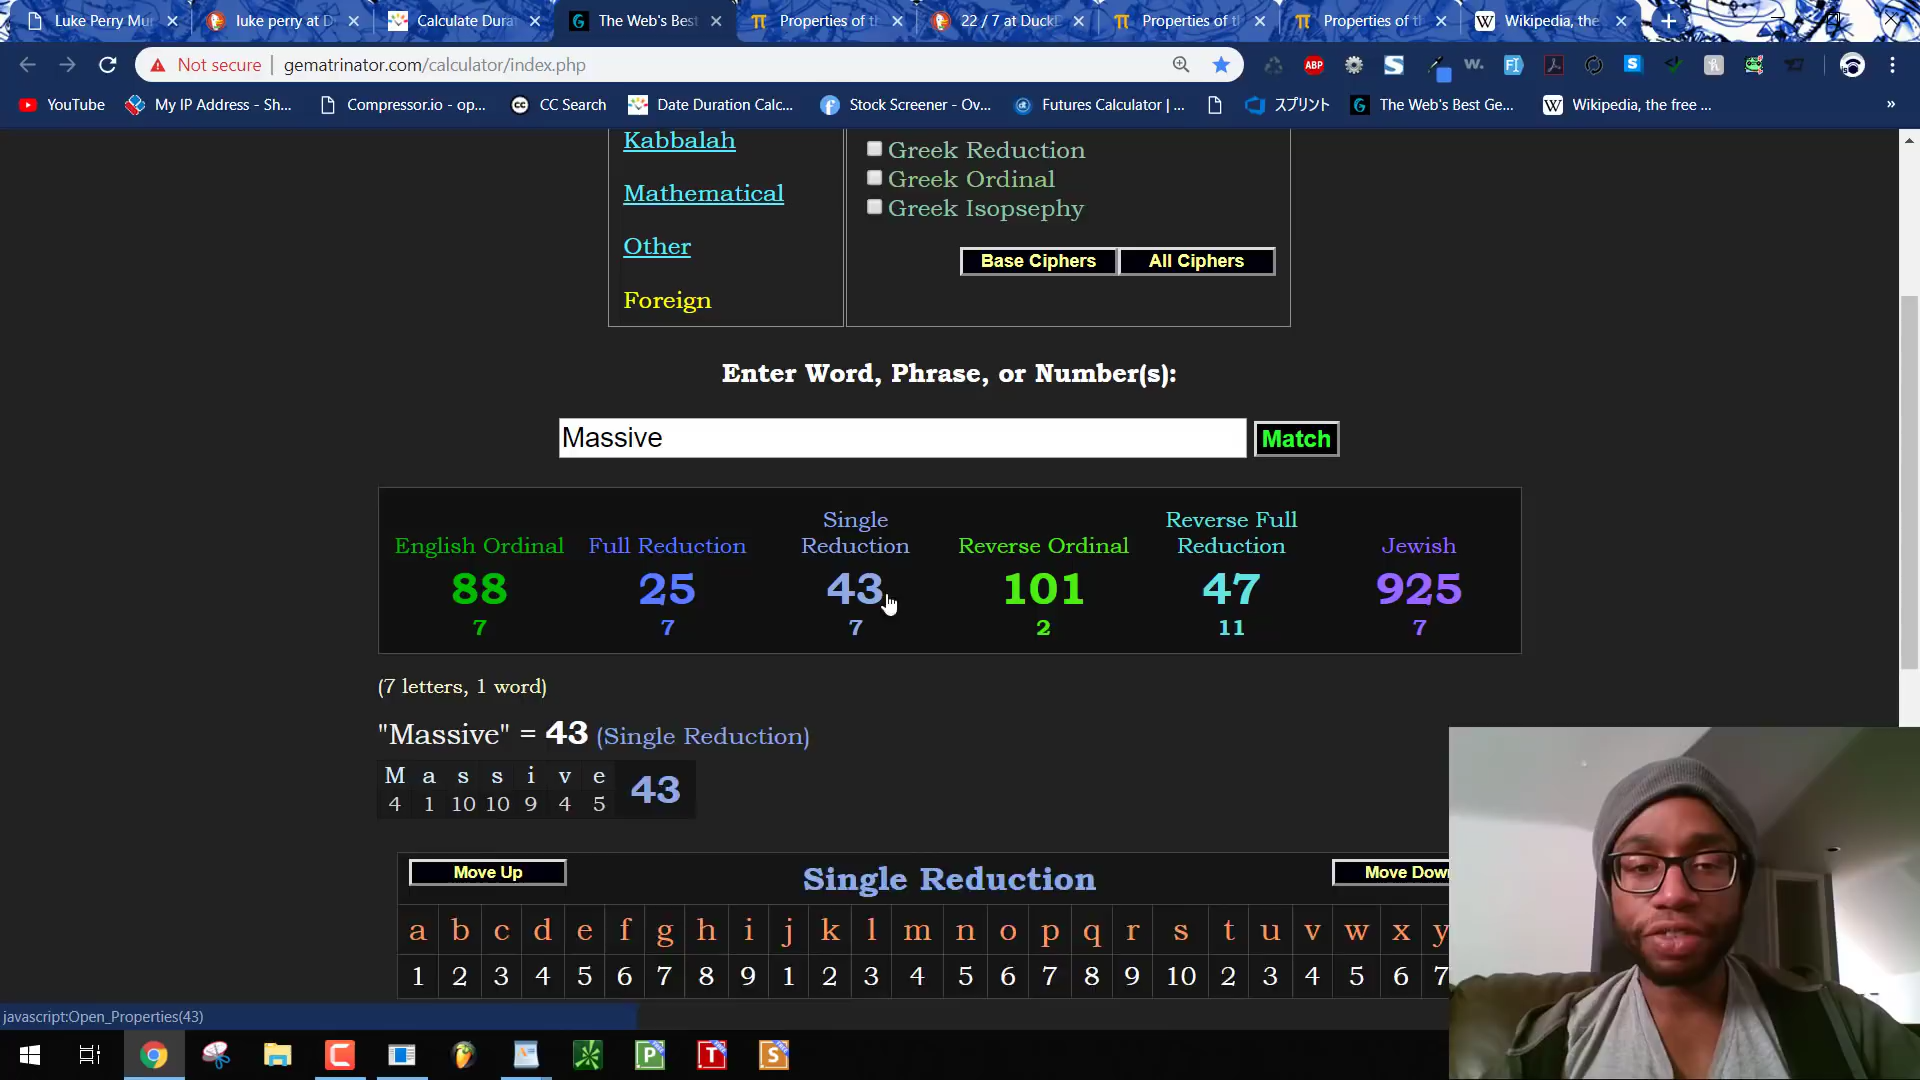 Luke Perry Mur
luke perry at D
Calculate Dura
The Web's Best
Properties of th
22 / 7 at DuckD
Properties of th
Properties of th
Wikipedia, the
Not secure
gematrinator.com/calculator/index.php
YouTube
My IP Address - Sh...
Compressor.io - op...
CC Search
Date Duration Calc...
Stock Screener - Ov...
Futures Calculator | ...
スプリント
The Web's Best Ge...
Wikipedia, the free ...
»
Kabbalah
Mathematical
Other
Foreign
Greek Reduction
Greek Ordinal
Greek Isopsephy
Base Ciphers
All Ciphers
Enter Word, Phrase, or Number(s):
Massive
Match
English Ordinal
88
7
Full Reduction
25
7
Single
Reduction
43
7
Reverse Ordinal
101
2
Reverse Full
Reduction
47
11
Jewish
925
7
(7 letters, 1 word)
"Massive" = 43 (Single Reduction)
M a s s i v e
4 1 10 10 9 4 5
43
Move Up
Single Reduction
Move Down
a b c d e f g h i j k l m n o p q r s t u v w x y
1 2 3 4 5 6 7 8 9 1 2 3 4 5 6 7 8 9 10 2 3 4 5 6 7
javascript:Open_Properties(43)